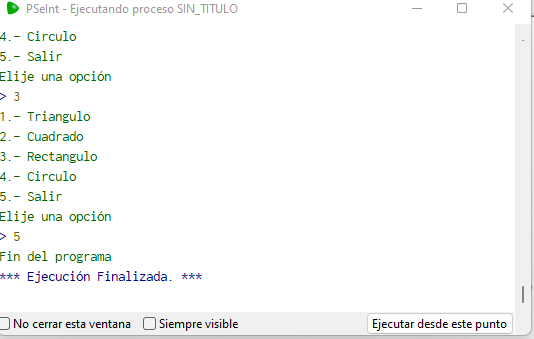 PSeInt - Ejecutando proceso SIN_TITULO
4.- Circulo
5.- Salir
Elije una opción
> 3
1.- Triangulo
2.- Cuadrado
3.- Rectangulo
4.- Circulo
5.- Salir
Elije una opción
> 5
Fin del programa
*** Ejecución Finalizada. ***
No cerrar esta ventana Siempre visible Ejecutar desde este punto